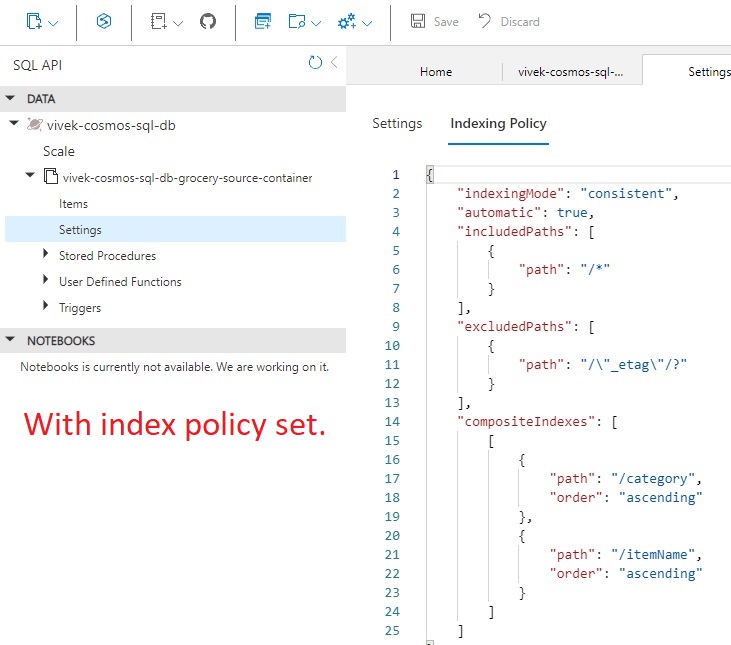 Save
Discard
SQL API
DATA
vivek-cosmos-sql-db
Scale
vivek-cosmos-sql-db-grocery-source-container
Items
Settings
Stored Procedures
User Defined Functions
Triggers
NOTEBOOKS
Notebooks is currently not available. We are working on it.
With index policy set.
Home
vivek-cosmos-sql-...
Settings
Settings
Indexing Policy
1 {
2 "indexingMode": "consistent",
3 "automatic": true,
4 "includedPaths": [
5 {
6 "path": "/*"
7 }
8 ],
9 "excludedPaths": [
10 {
11 "path": "/\"_etag\"/?"
12 }
13 ],
14 "compositeIndexes": [
15 [
16 {
17 "path": "/category",
18 "order": "ascending"
19 },
20 {
21 "path": "/itemName",
22 "order": "ascending"
23 }
24 ]
25 ]